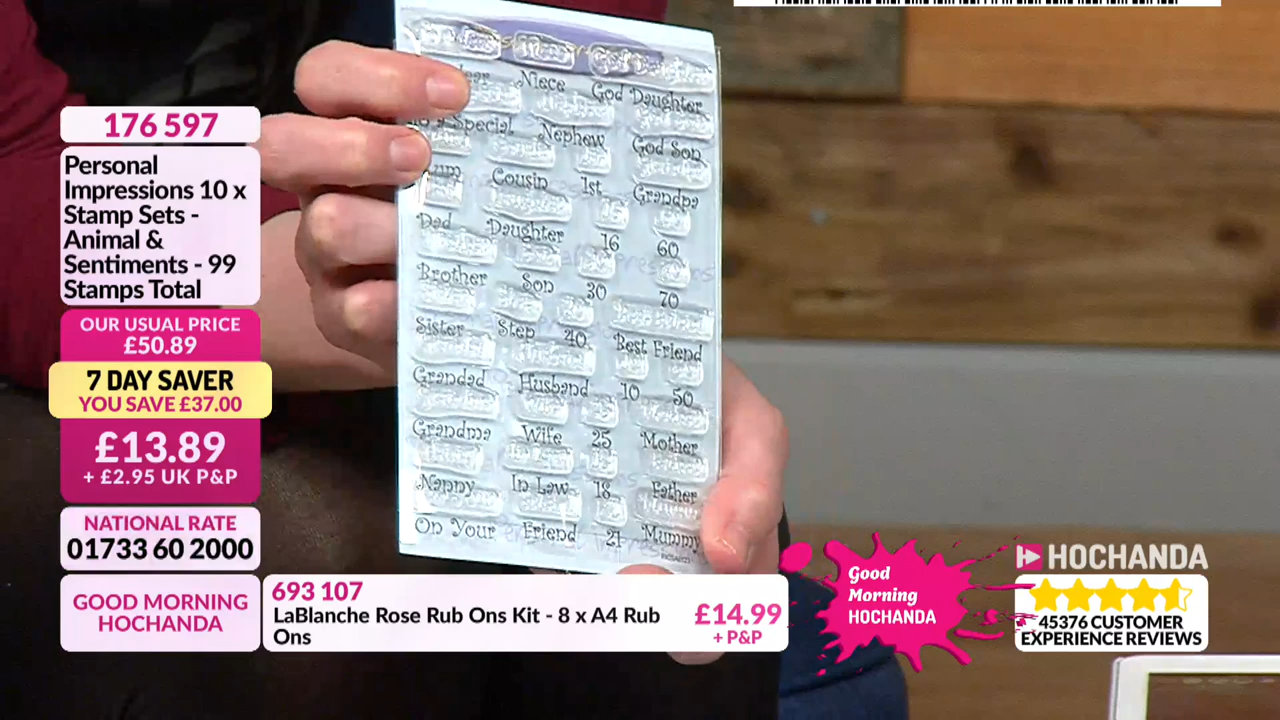 176 597
Personal
Impressions 10 x
Stamp Sets -
Animal &
Sentiments - 99
Stamps Total
OUR USUAL PRICE
£50.89
7 DAY SAVER
YOU SAVE £37.00
£13.89
+ £2.95 UK P&P
NATIONAL RATE
01733 60 2000
GOOD MORNING
HOCHANDA
693 107
LaBlanche Rose Rub Ons Kit - 8 x A4 Rub
Ons
£14.99
+ P&P
Good
Morning
HOCHANDA
HOCHANDA
45376 CUSTOMER
EXPERIENCE REVIEWS
Niece God Daughter
a Special Nephew God Son
Cousin 1st Grandpa
Dad Daughter 16 60
Brother Son 30 70
Sister Step 40 Best Friend
Grandad Husband 10 50
Grandma Wife 25 Mother
Nanny In Law 18 Father
On Your Friend 21 Mummy